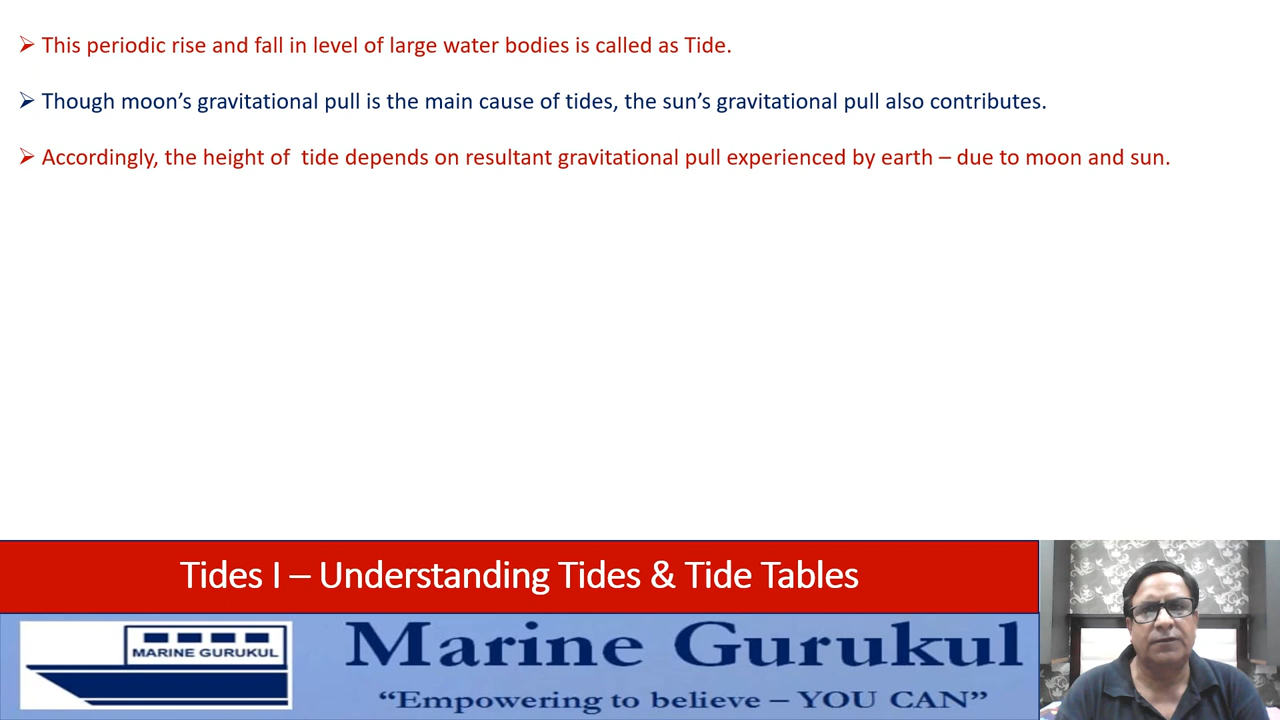 ➢ This periodic rise and fall in level of large water bodies is called as Tide.
➢ Though moon’s gravitational pull is the main cause of tides, the sun’s gravitational pull also contributes.
➢ Accordingly, the height of  tide depends on resultant gravitational pull experienced by earth – due to moon and sun.
Tides I – Understanding Tides & Tide Tables
MARINE GURUKUL
Marine Gurukul
“Empowering to believe – YOU CAN”